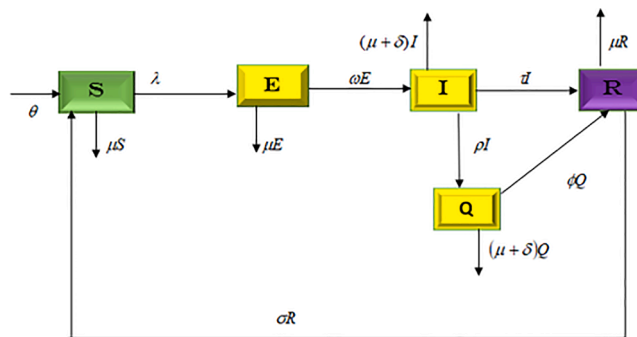 (μ + δ)I
μR
S
λ
E
ωE
I
τI
R
θ
μS
μE
ρI
Q
ϕQ
(μ + δ)Q
σR